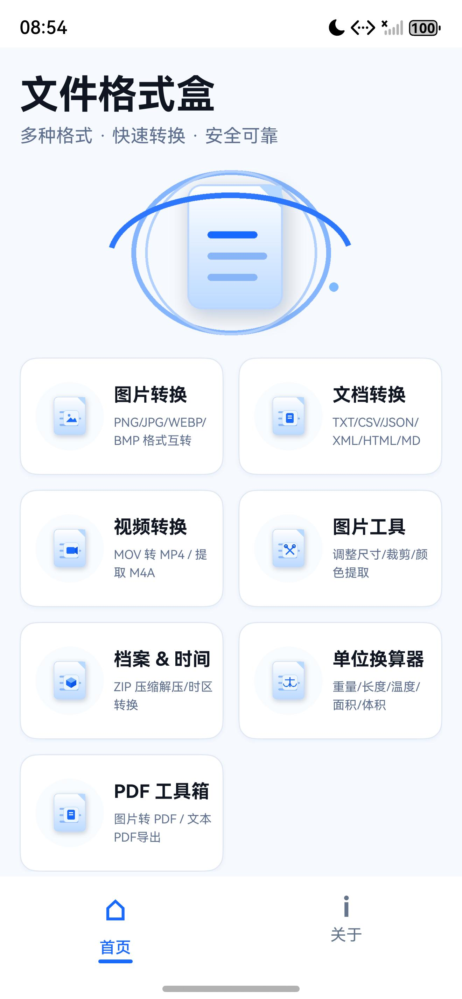 08:54
100
文件格式盒
多种格式 · 快速转换 · 安全可靠
图片转换
PNG/JPG/WEBP/
BMP 格式互转
文档转换
TXT/CSV/JSON/
XML/HTML/MD
视频转换
MOV 转 MP4 / 提
取 M4A
图片工具
调整尺寸/裁剪/颜
色提取
档案 & 时间
ZIP 压缩解压/时区
转换
单位换算器
重量/长度/温度/
面积/体积
PDF 工具箱
图片转 PDF / 文本
PDF导出
首页
关于